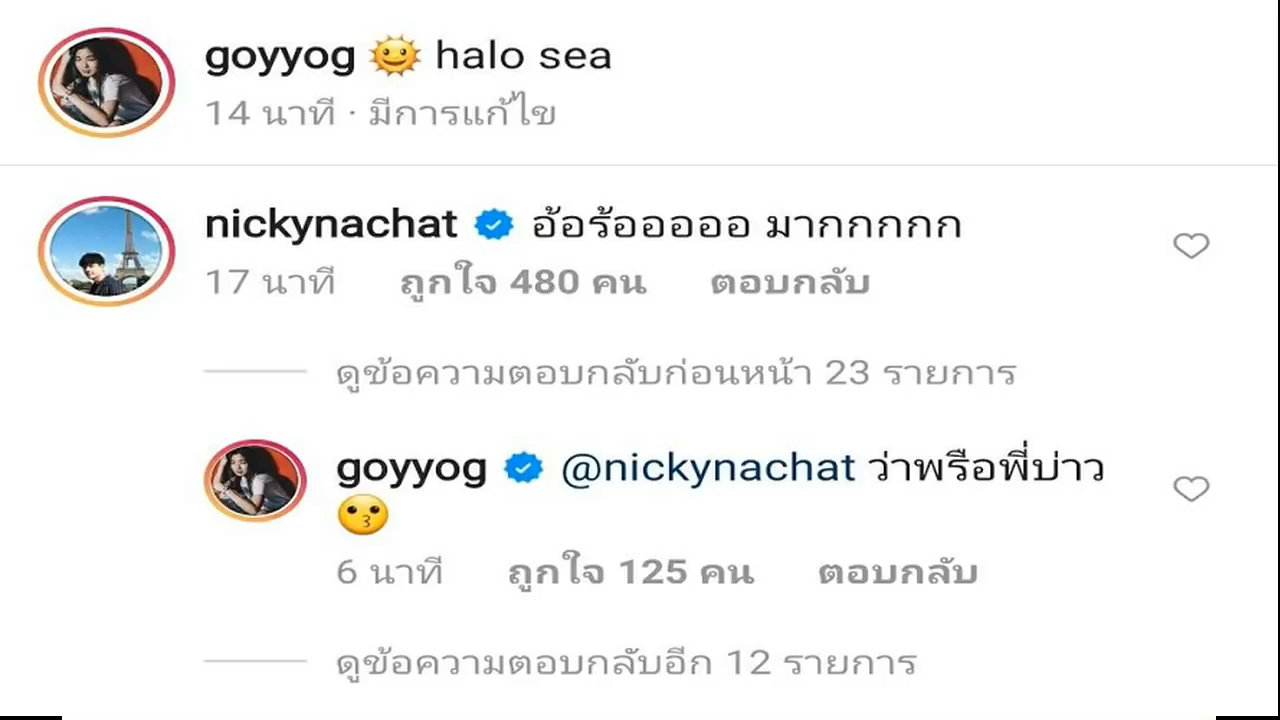 goyyog 🌞 halo sea
14 นาที · มีการแก้ไข
nickynachat อ้อร้อออออ มากกกกก
17 นาที ถูกใจ 480 คน ตอบกลับ
ดูข้อความตอบกลับก่อนหน้า 23 รายการ
goyyog @nickynachat ว่าพรือพี่บ่าว
😗
6 นาที ถูกใจ 125 คน ตอบกลับ
ดูข้อความตอบกลับอีก 12 รายการ